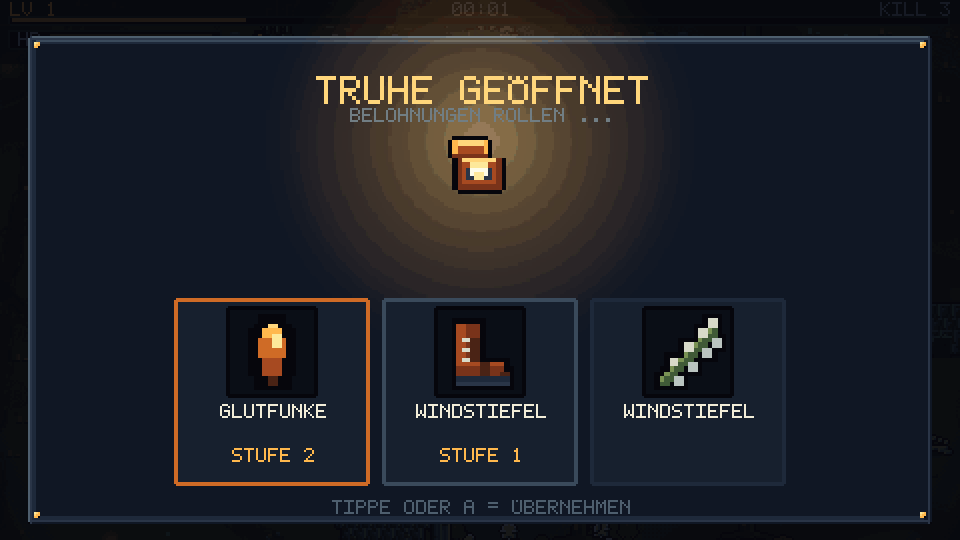 LV 1 00:01 KILL 3
HP
TRUHE GEÖFFNET
BELOHNUNGEN ROLLEN ...
GLUTFUNKE WINDSTIEFEL WINDSTIEFEL
STUFE 2 STUFE 1
TIPPE ODER A = ÜBERNEHMEN